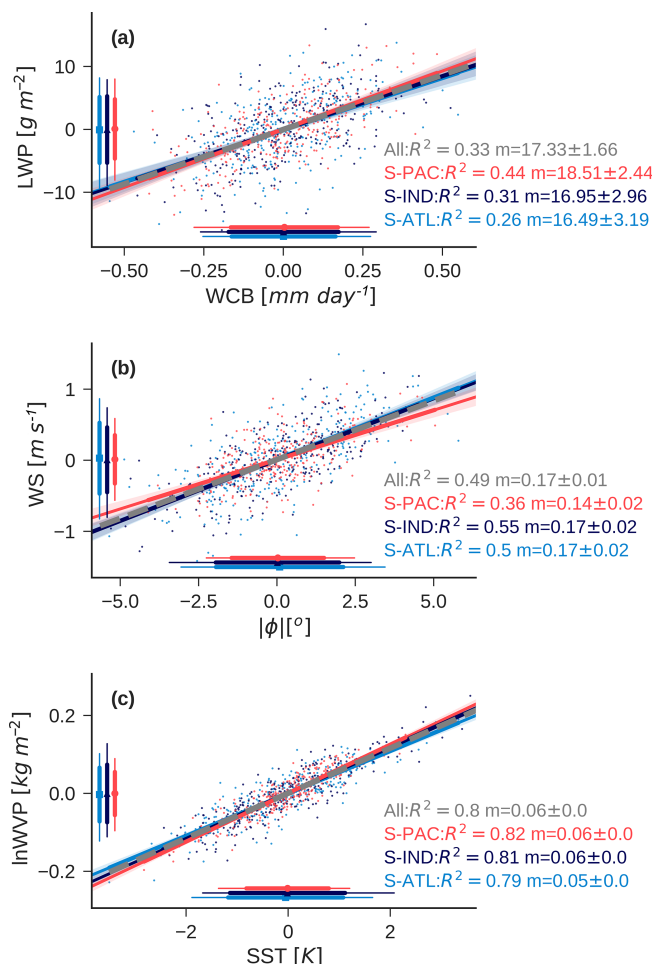 (a)
10
0
−10
LWP [g m⁻²]
All:R² = 0.33 m=17.33±1.66
S-PAC:R² = 0.44 m=18.51±2.44
S-IND:R² = 0.31 m=16.95±2.96
S-ATL:R² = 0.26 m=16.49±3.19
−0.50 −0.25 0.00 0.25 0.50
WCB [mm day⁻¹]
(b)
1
0
−1
WS [m s⁻¹]
All:R² = 0.49 m=0.17±0.01
S-PAC:R² = 0.36 m=0.14±0.02
S-IND:R² = 0.55 m=0.17±0.02
S-ATL:R² = 0.5 m=0.17±0.02
−5.0 −2.5 0.0 2.5 5.0
|ϕ|[°]
(c)
0.2
0.0
−0.2
lnWVP [kg m⁻²]
All:R² = 0.8 m=0.06±0.0
S-PAC:R² = 0.82 m=0.06±0.0
S-IND:R² = 0.81 m=0.06±0.0
S-ATL:R² = 0.79 m=0.05±0.0
−2 0 2
SST [K]